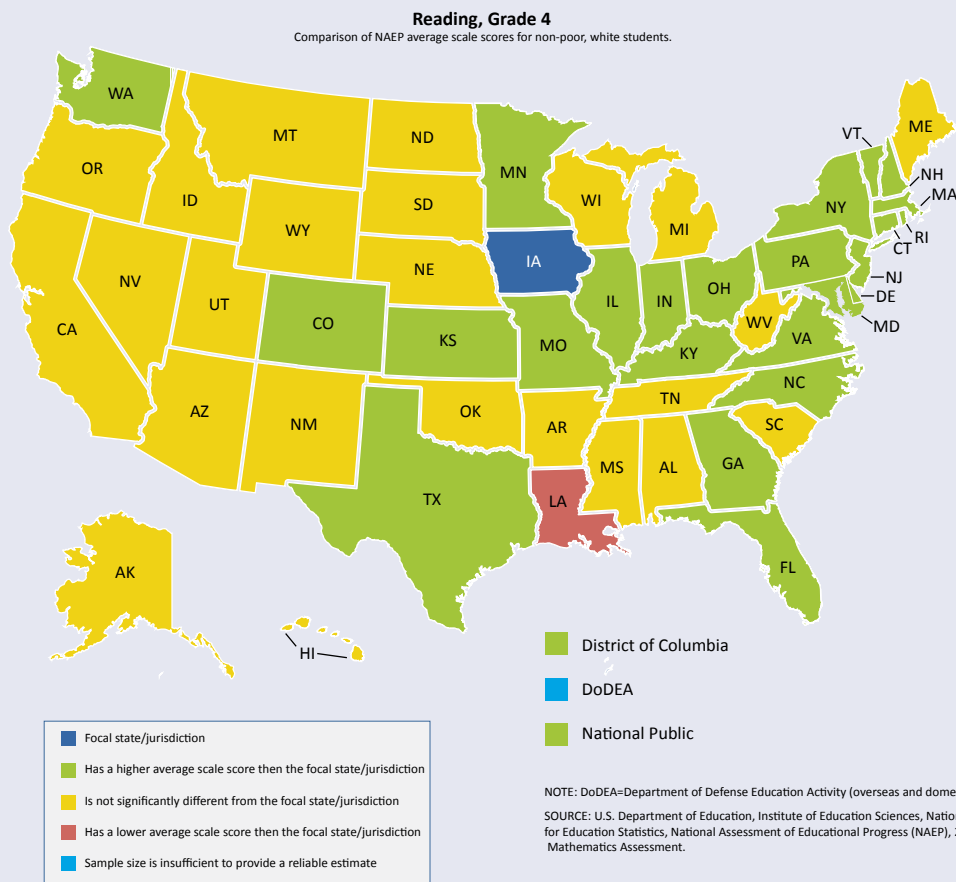 Reading, Grade 4
Comparison of NAEP average scale scores for non-poor, white students.
WA
OR
CA
NV
ID
MT
WY
UT
AZ
NM
CO
ND
SD
NE
KS
OK
TX
MN
IA
MO
AR
LA
WI
IL
MI
IN
OH
KY
TN
MS
AL
GA
FL
SC
NC
VA
WV
PA
NY
VT
ME
NH
MA
RI
CT
NJ
DE
MD
AK
HI
District of Columbia
DoDEA
National Public
Focal state/jurisdiction
Has a higher average scale score then the focal state/jurisdiction
Is not significantly different from the focal state/jurisdiction
Has a lower average scale score then the focal state/jurisdiction
Sample size is insufficient to provide a reliable estimate
NOTE: DoDEA=Department of Defense Education Activity (overseas and dome
SOURCE: U.S. Department of Education, Institute of Education Sciences, Nation
for Education Statistics, National Assessment of Educational Progress (NAEP),
Mathematics Assessment.